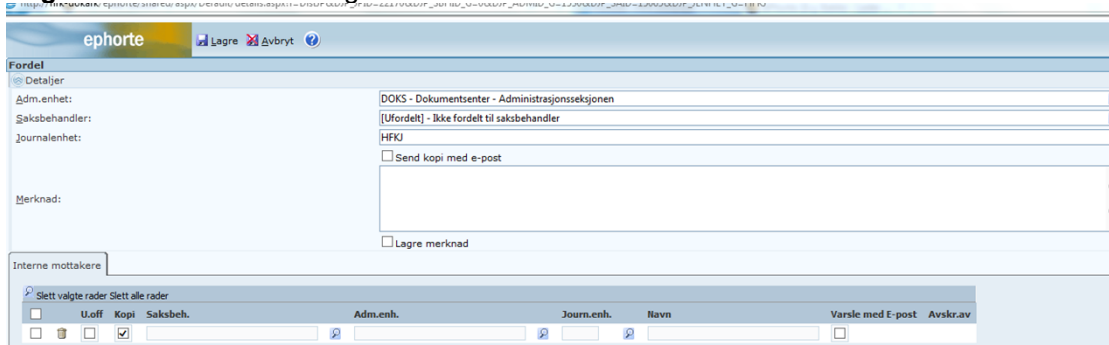 ephorte Lagre Avbryt
Fordel
Detaljer
Adm.enhet: DOKS - Dokumentsenter - Administrasjonsseksjonen
Saksbehandler: [Ufordelt] - Ikke fordelt til saksbehandler
Journalenhet: HFKJ
Send kopi med e-post
Merknad:
Lagre merknad
Interne mottakere
Slett valgte rader Slett alle rader
U.off Kopi Saksbeh. Adm.enh. Journ.enh. Navn Varsle med E-post Avskr.av